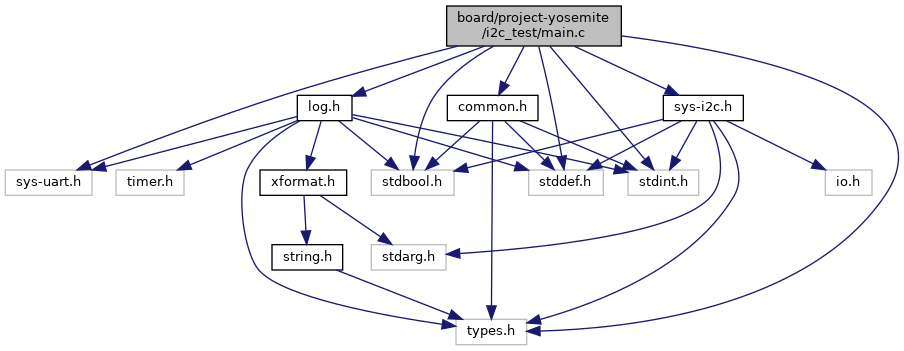 board/project-yosemite
/i2c_test/main.c
log.h
common.h
sys-i2c.h
sys-uart.h
timer.h
xformat.h
stdbool.h
stddef.h
stdint.h
io.h
string.h
stdarg.h
types.h